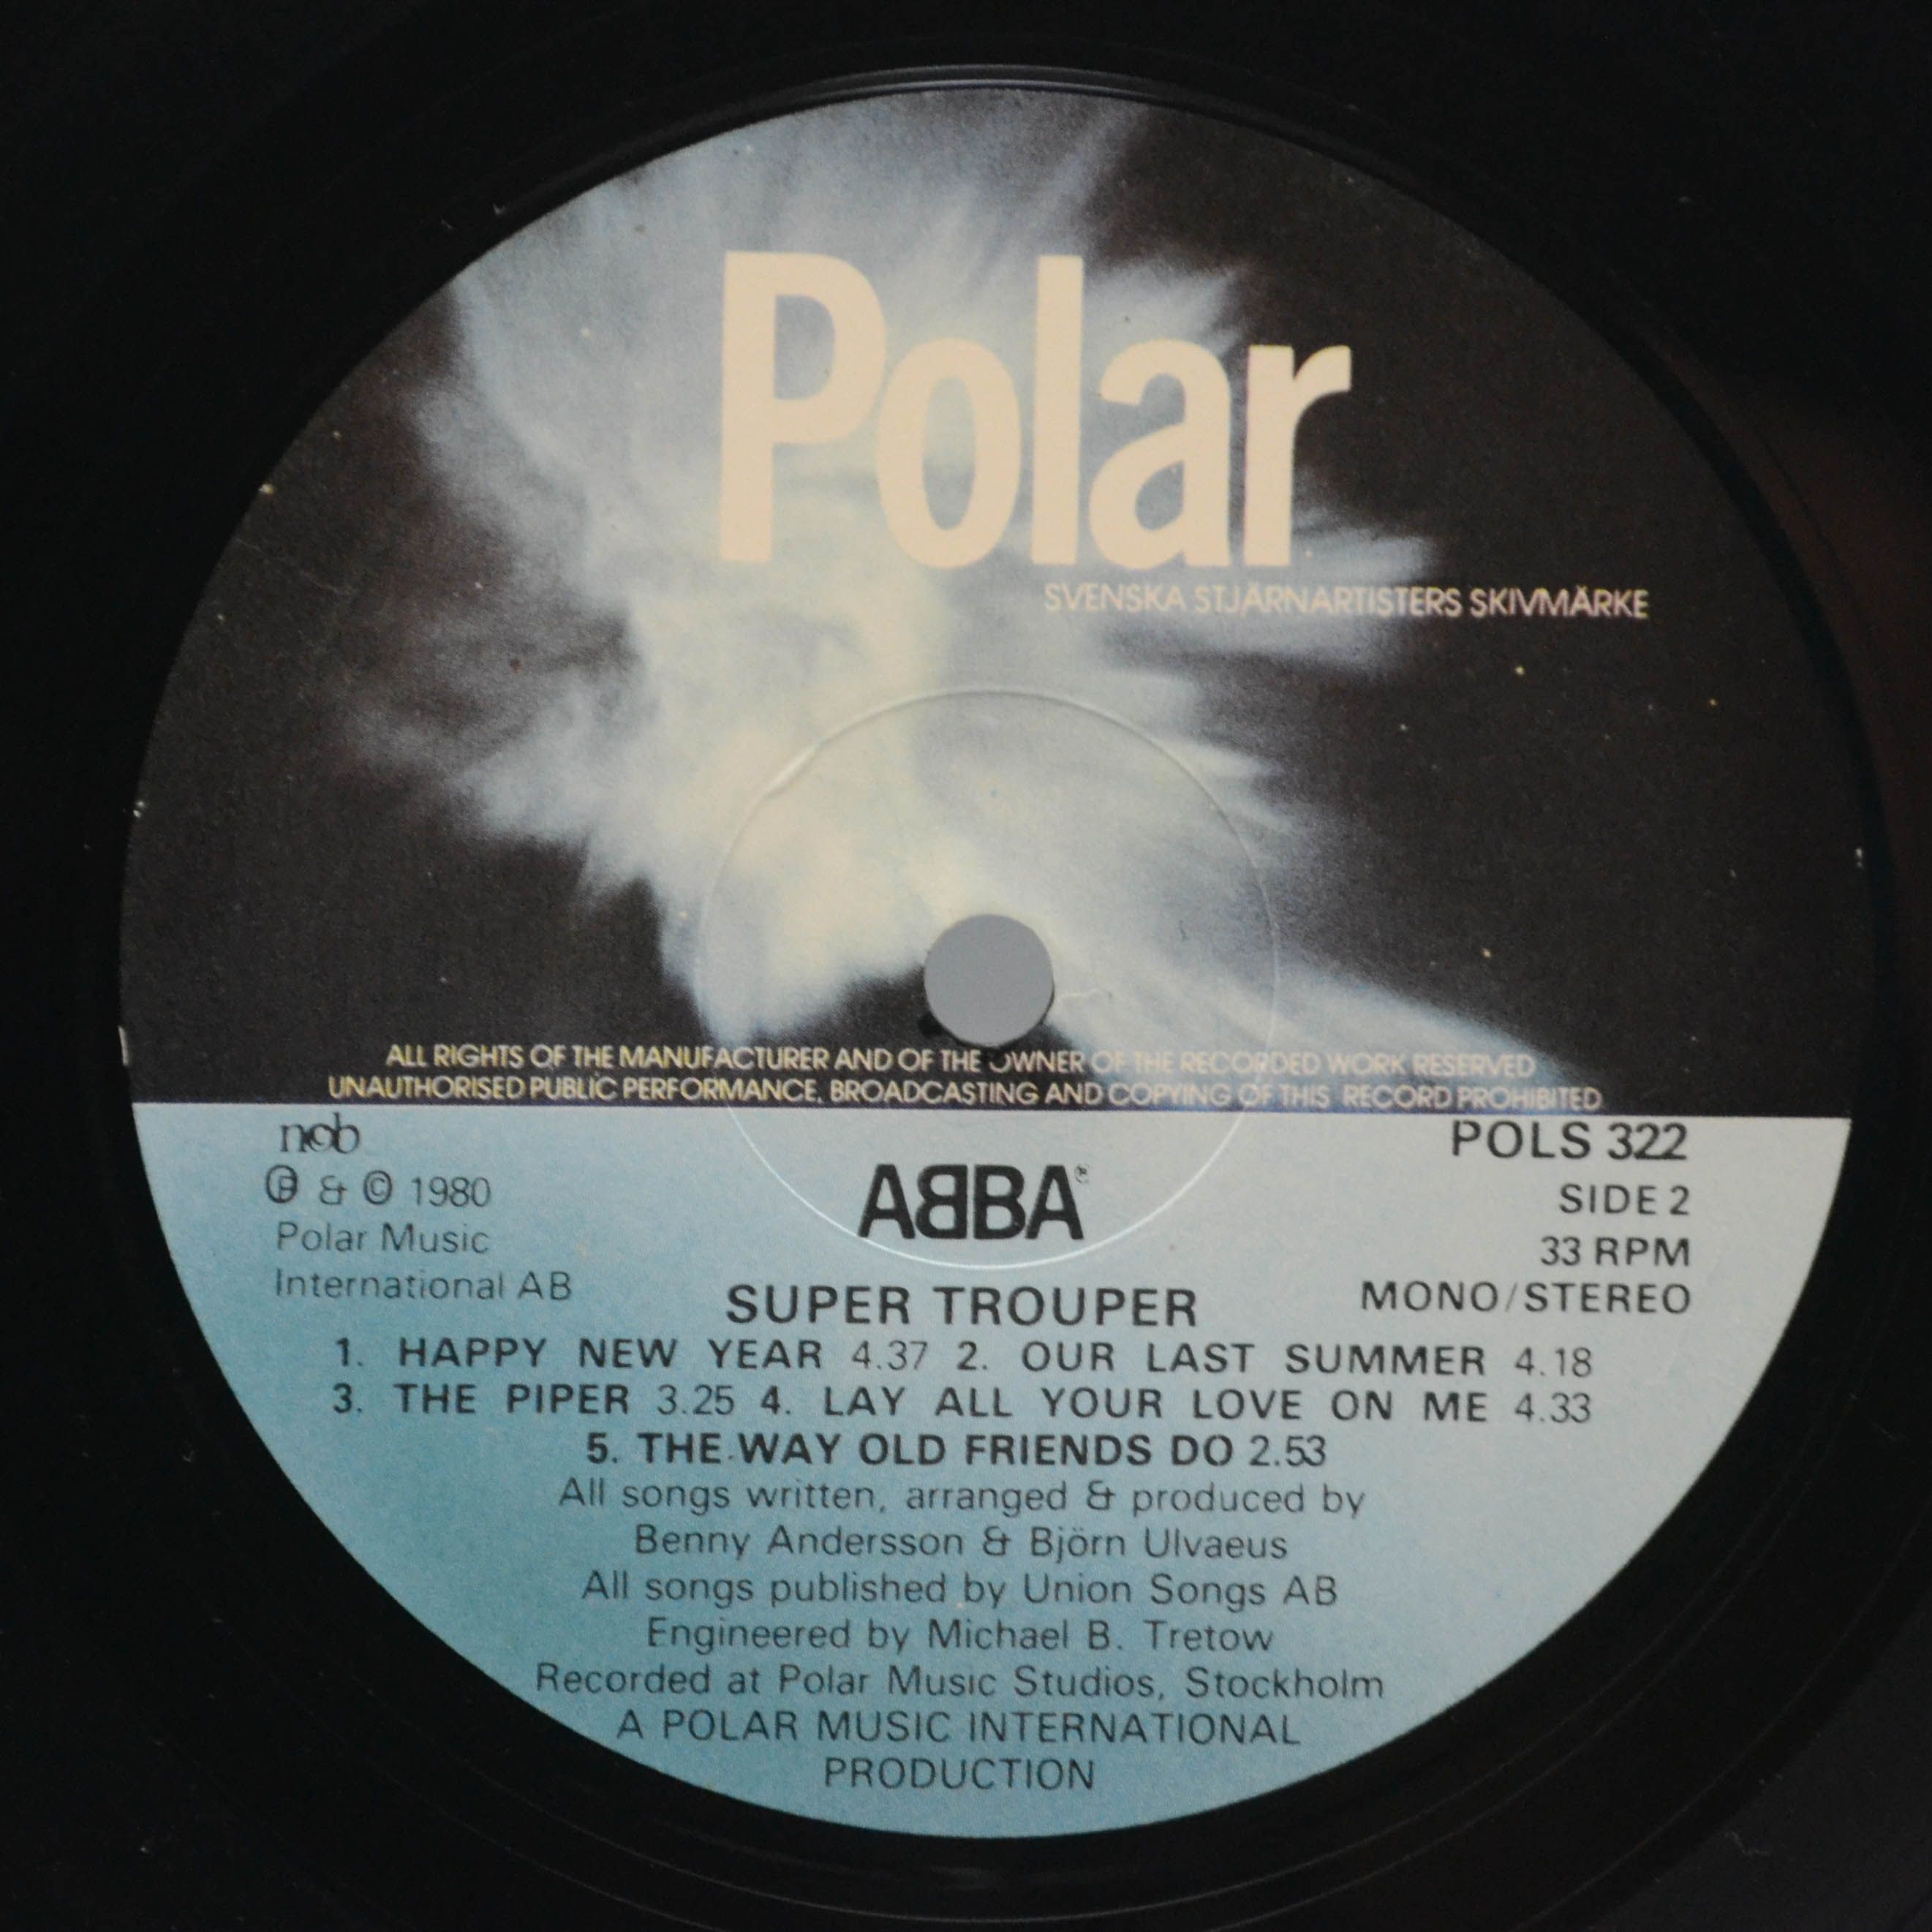 Polar
SVENSKA STJÄRNARTISTERS SKIVMÄRKE
ALL RIGHTS OF THE MANUFACTURER AND OF THE OWNER OF THE RECORDED WORK RESERVED
UNAUTHORISED PUBLIC PERFORMANCE, BROADCASTING AND COPYING OF THIS RECORD PROHIBITED
ncb
Ⓟ & © 1980
Polar Music
International AB
ABBA®
POLS 322
SIDE 2
33 RPM
MONO/STEREO
SUPER TROUPER
1. HAPPY NEW YEAR 4.37 2. OUR LAST SUMMER 4.18
3. THE PIPER 3.25 4. LAY ALL YOUR LOVE ON ME 4.33
5. THE WAY OLD FRIENDS DO 2.53
All songs written, arranged & produced by
Benny Andersson & Björn Ulvaeus
All songs published by Union Songs AB
Engineered by Michael B. Tretow
Recorded at Polar Music Studios, Stockholm
A POLAR MUSIC INTERNATIONAL
PRODUCTION